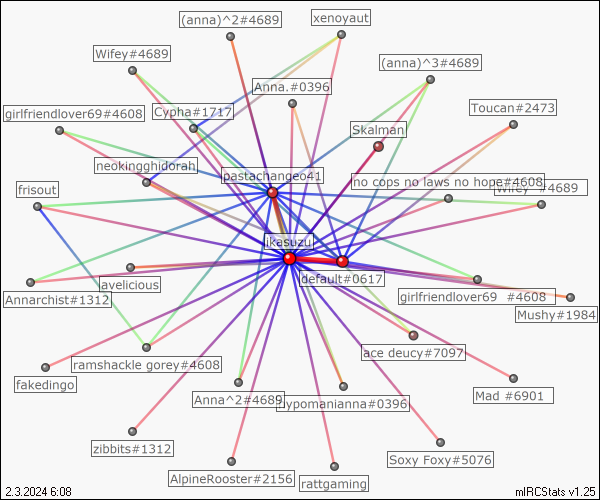 (anna)^2#4689
xenoyaut
Wifey#4689
(anna)^3#4689
Anna.#0396
girlfriendlover69#4608
Cypha#1717
Toucan#2473
Skalman
neokingghidorah
pastachangeo41
no cops no laws no hope#4608
#4689
frisout
ikasuzu
default#0617
lavelicious
Annarchist#1312
girlfriendlover69 #4608
Mushy#1984
ramshackle gorey#4608
ace deucy#7097
fakedingo
Anna^2#4689
hypomanianna#0396
Mad #6901
zibbits#1312
Soxy Foxy#5076
AlpineRooster#2156
rattgaming
2.3.2024 6:08
mIRCStats v1.25